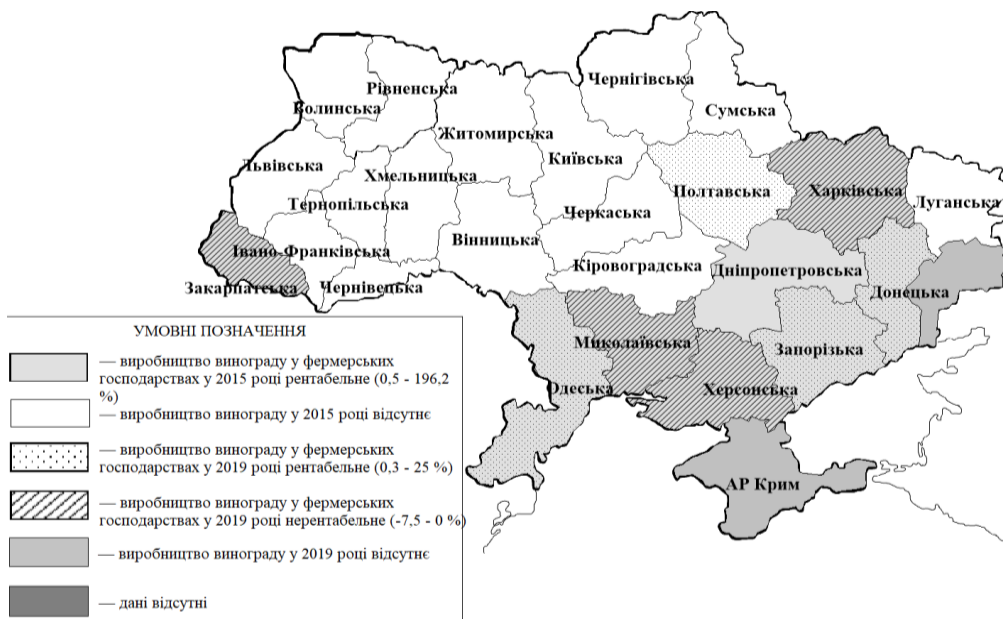 Чернігівська
Рівненська
Волинська
Сумська
Житомирська
Київська
Львівська
Хмельницька
Полтавська
Харківська
Тернопільська
Луганська
Черкаська
Вінницька
Івано-Франківська
Кіровоградська
Дніпропетровська
Закарпатська
Чернівецька
Донецька
Миколаївська
Запорізька
Одеська
Херсонська
АР Крим
УМОВНІ ПОЗНАЧЕННЯ
— виробництво винограду у фермерських
господарствах у 2015 році рентабельне (0,5 - 196,2
%)
— виробництво винограду у 2015 році відсутнє
— виробництво винограду у фермерських
господарствах у 2019 році рентабельне (0,3 - 25 %)
— виробництво винограду у фермерських
господарствах у 2019 році нерентабельне (-7,5 - 0 %)
— виробництво винограду у 2019 році відсутнє
— дані відсутні